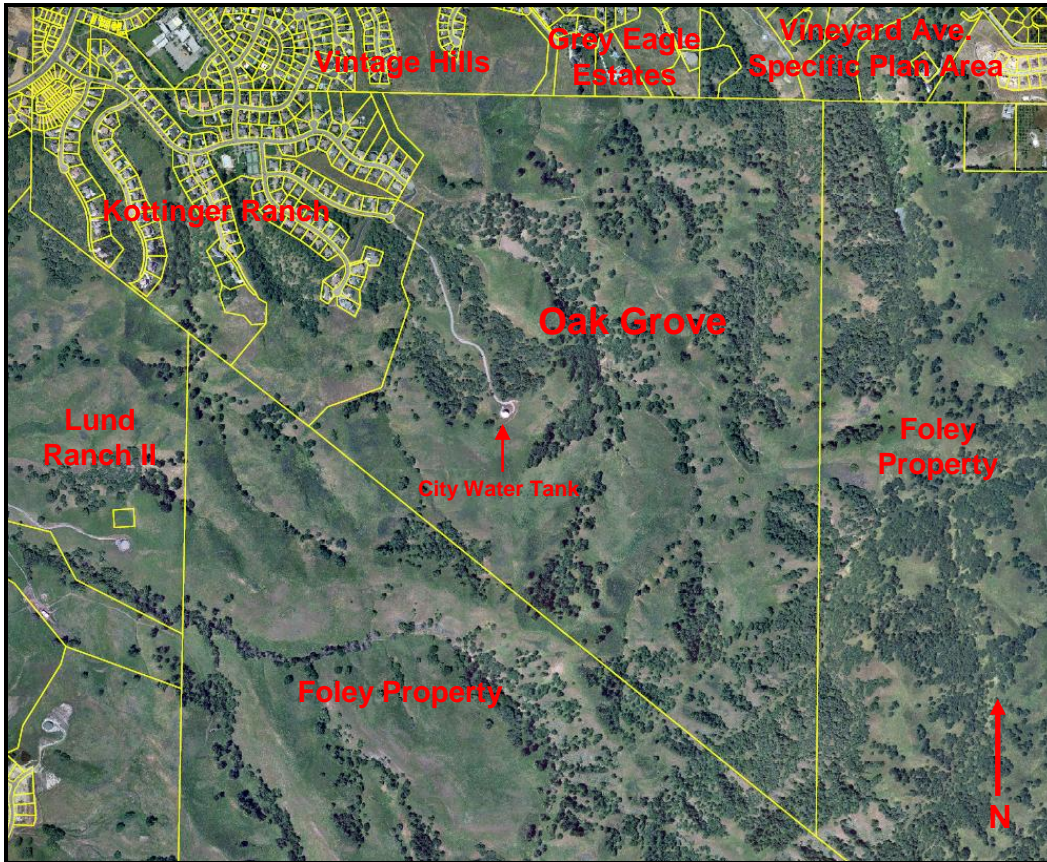 Vintage Hills
Grey Eagle
Estates
Vineyard Ave.
Specific Plan Area
Kottinger Ranch
Oak Grove
Lund
Ranch II
City Water Tank
Foley
Property
Foley Property
N